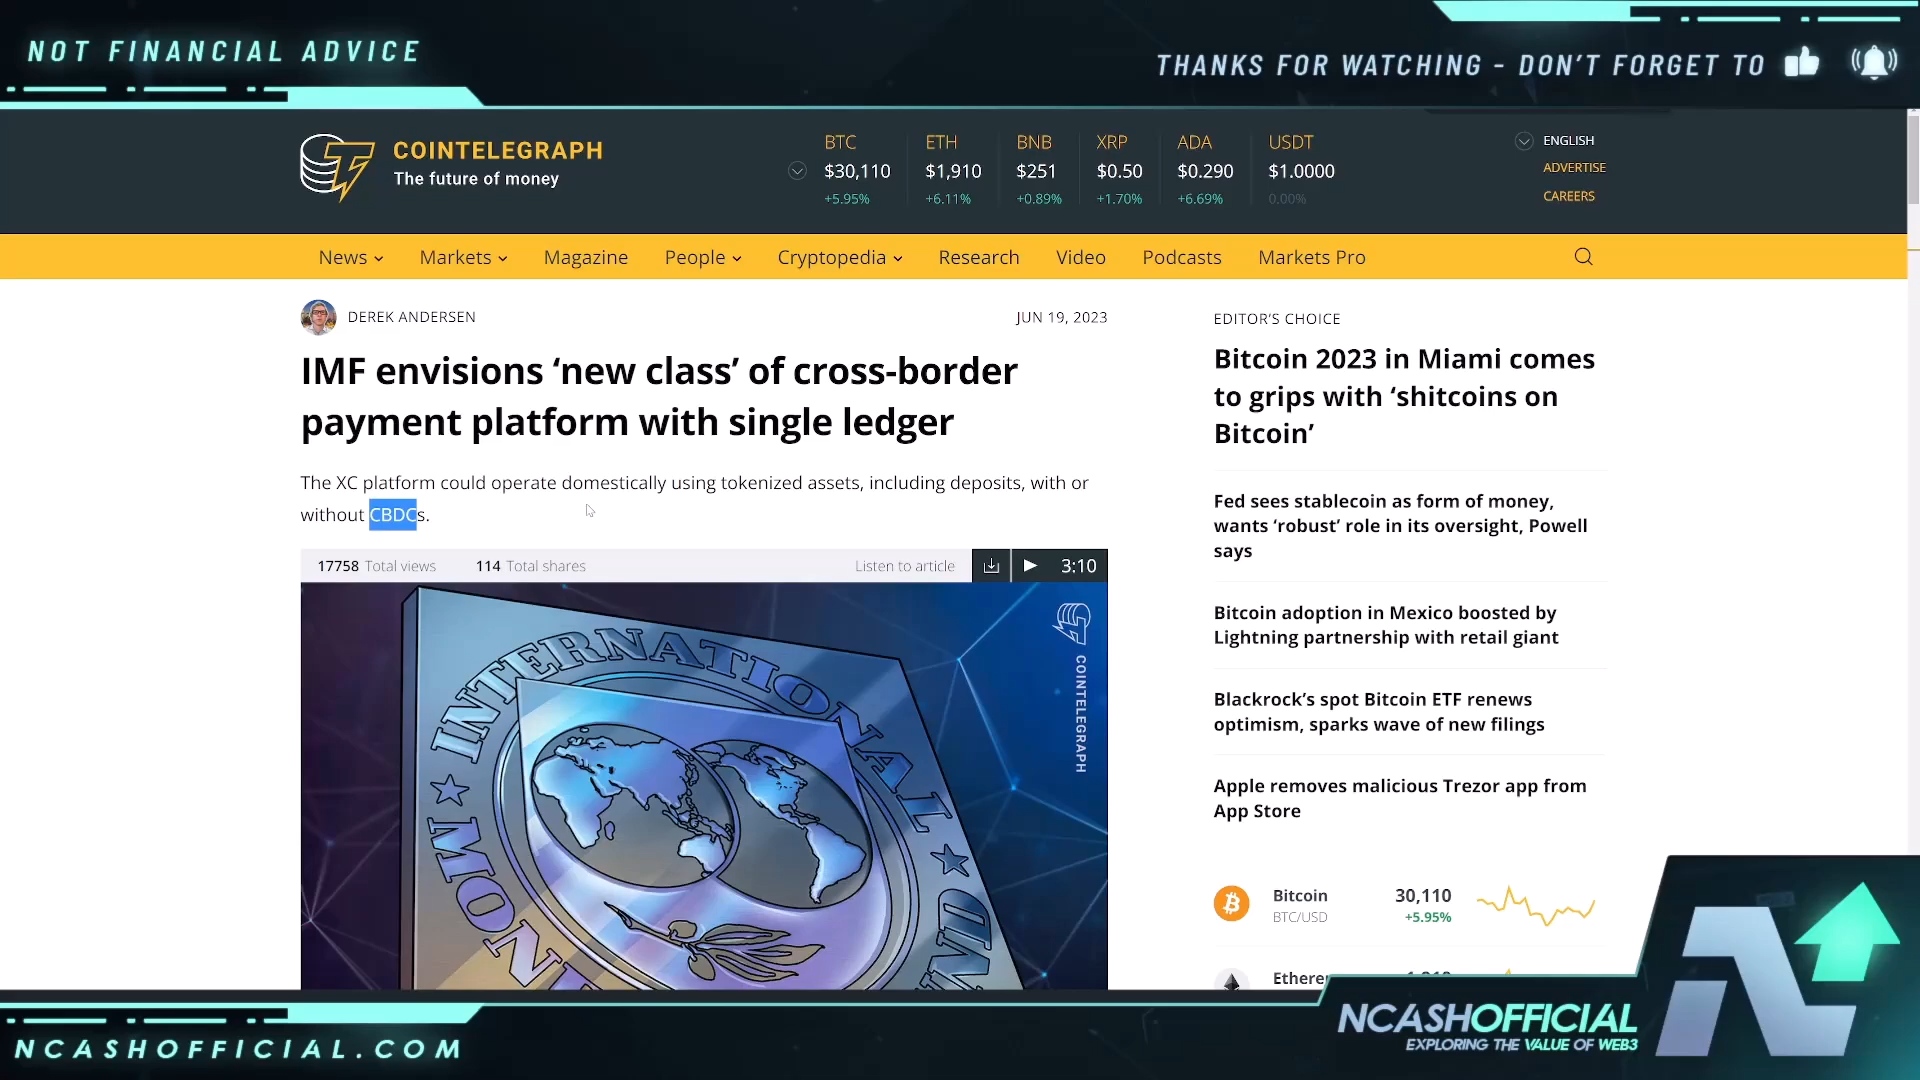 NOT FINANCIAL ADVICE
THANKS FOR WATCHING - DON'T FORGET TO
COINTELEGRAPH
The future of money
BTC
$30,110
+5.95%
ETH
$1,910
+6.11%
BNB
$251
+0.89%
XRP
$0.50
+1.70%
ADA
$0.290
+6.69%
USDT
$1.0000
0.00%
ENGLISH
ADVERTISE
CAREERS
News
Markets
Magazine
People
Cryptopedia
Research
Video
Podcasts
Markets Pro
DEREK ANDERSEN
JUN 19, 2023
IMF envisions ‘new class’ of cross-border
payment platform with single ledger
The XC platform could operate domestically using tokenized assets, including deposits, with or
without CBDCs.
17758 Total views
114 Total shares
Listen to article
3:10
INTERNATIONAL
MON
ND
COINTELEGRAPH
EDITOR’S CHOICE
Bitcoin 2023 in Miami comes
to grips with ‘shitcoins on
Bitcoin’
Fed sees stablecoin as form of money,
wants ‘robust’ role in its oversight, Powell
says
Bitcoin adoption in Mexico boosted by
Lightning partnership with retail giant
Blackrock’s spot Bitcoin ETF renews
optimism, sparks wave of new filings
Apple removes malicious Trezor app from
App Store
Bitcoin
BTC/USD
30,110
+5.95%
NCASHOFFICIAL.COM
NCASHOFFICIAL
EXPLORING THE VALUE OF WEB3